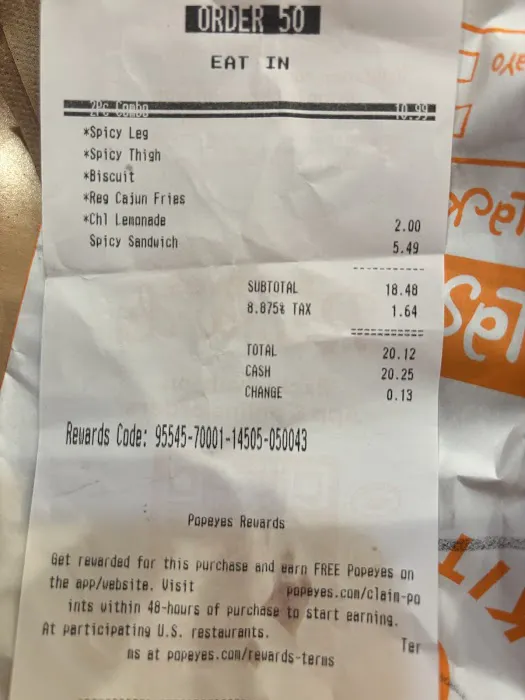 ORDER 50
EAT IN
2Pc Combo 10.99
*Spicy Leg
*Spicy Thigh
*Biscuit
*Reg Cajun Fries
*Chl Lemonade 2.00
Spicy Sandwich 5.49
SUBTOTAL 18.48
8.875% TAX 1.64
TOTAL 20.12
CASH 20.25
CHANGE 0.13
Rewards Code: 95545-70001-14505-050043
Popeyes Rewards
Get rewarded for this purchase and earn FREE Popeyes on
the app/website. Visit popeyes.com/claim-po
ints within 48-hours of purchase to start earning.
At participating U.S. restaurants. Ter
ms at popeyes.com/rewards-terms